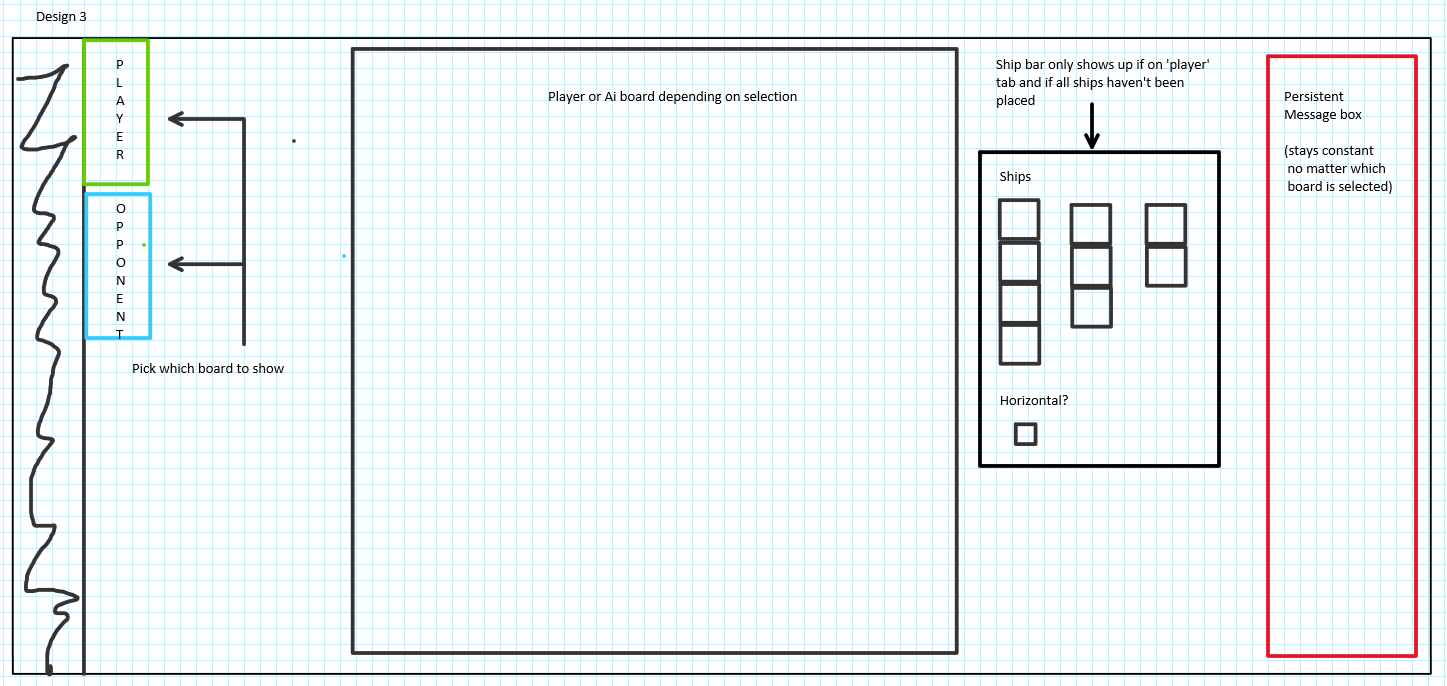 Design 3
PLAYER
OPPONENT
Pick which board to show
Player or Ai board depending on selection
Ship bar only shows up if on 'player'
tab and if all ships haven't been
placed
Ships
Horizontal?
Persistent
Message box
(stays constant
no matter which
board is selected)